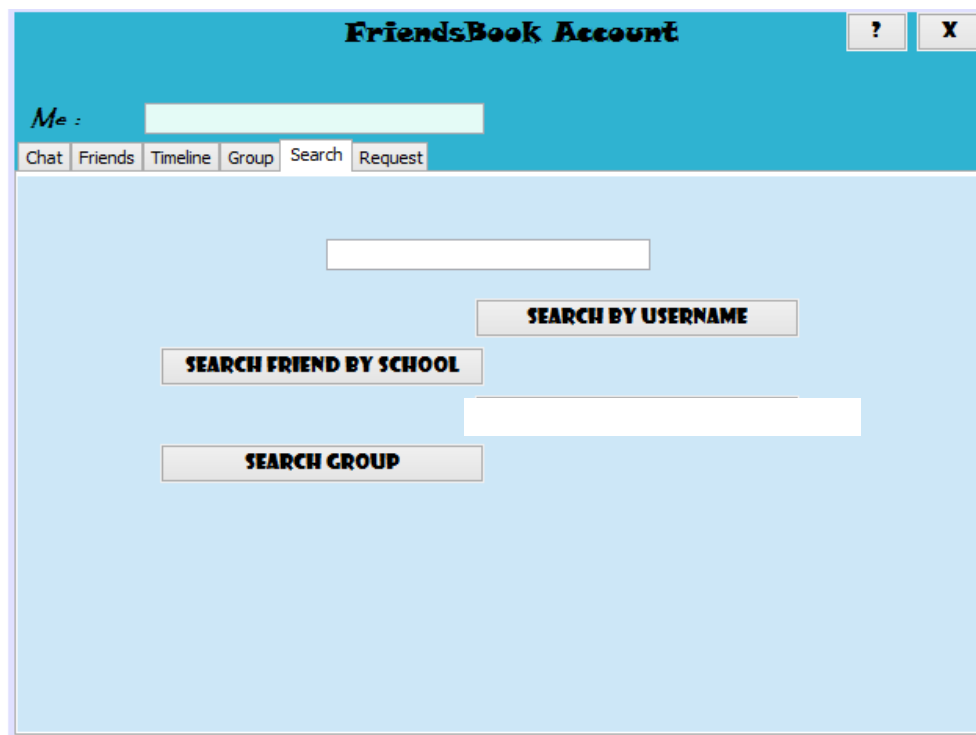 FriendsBook Account
?
X
Me :
Chat Friends Timeline Group Search Request
SEARCH BY USERNAME
SEARCH FRIEND BY SCHOOL
SEARCH GROUP